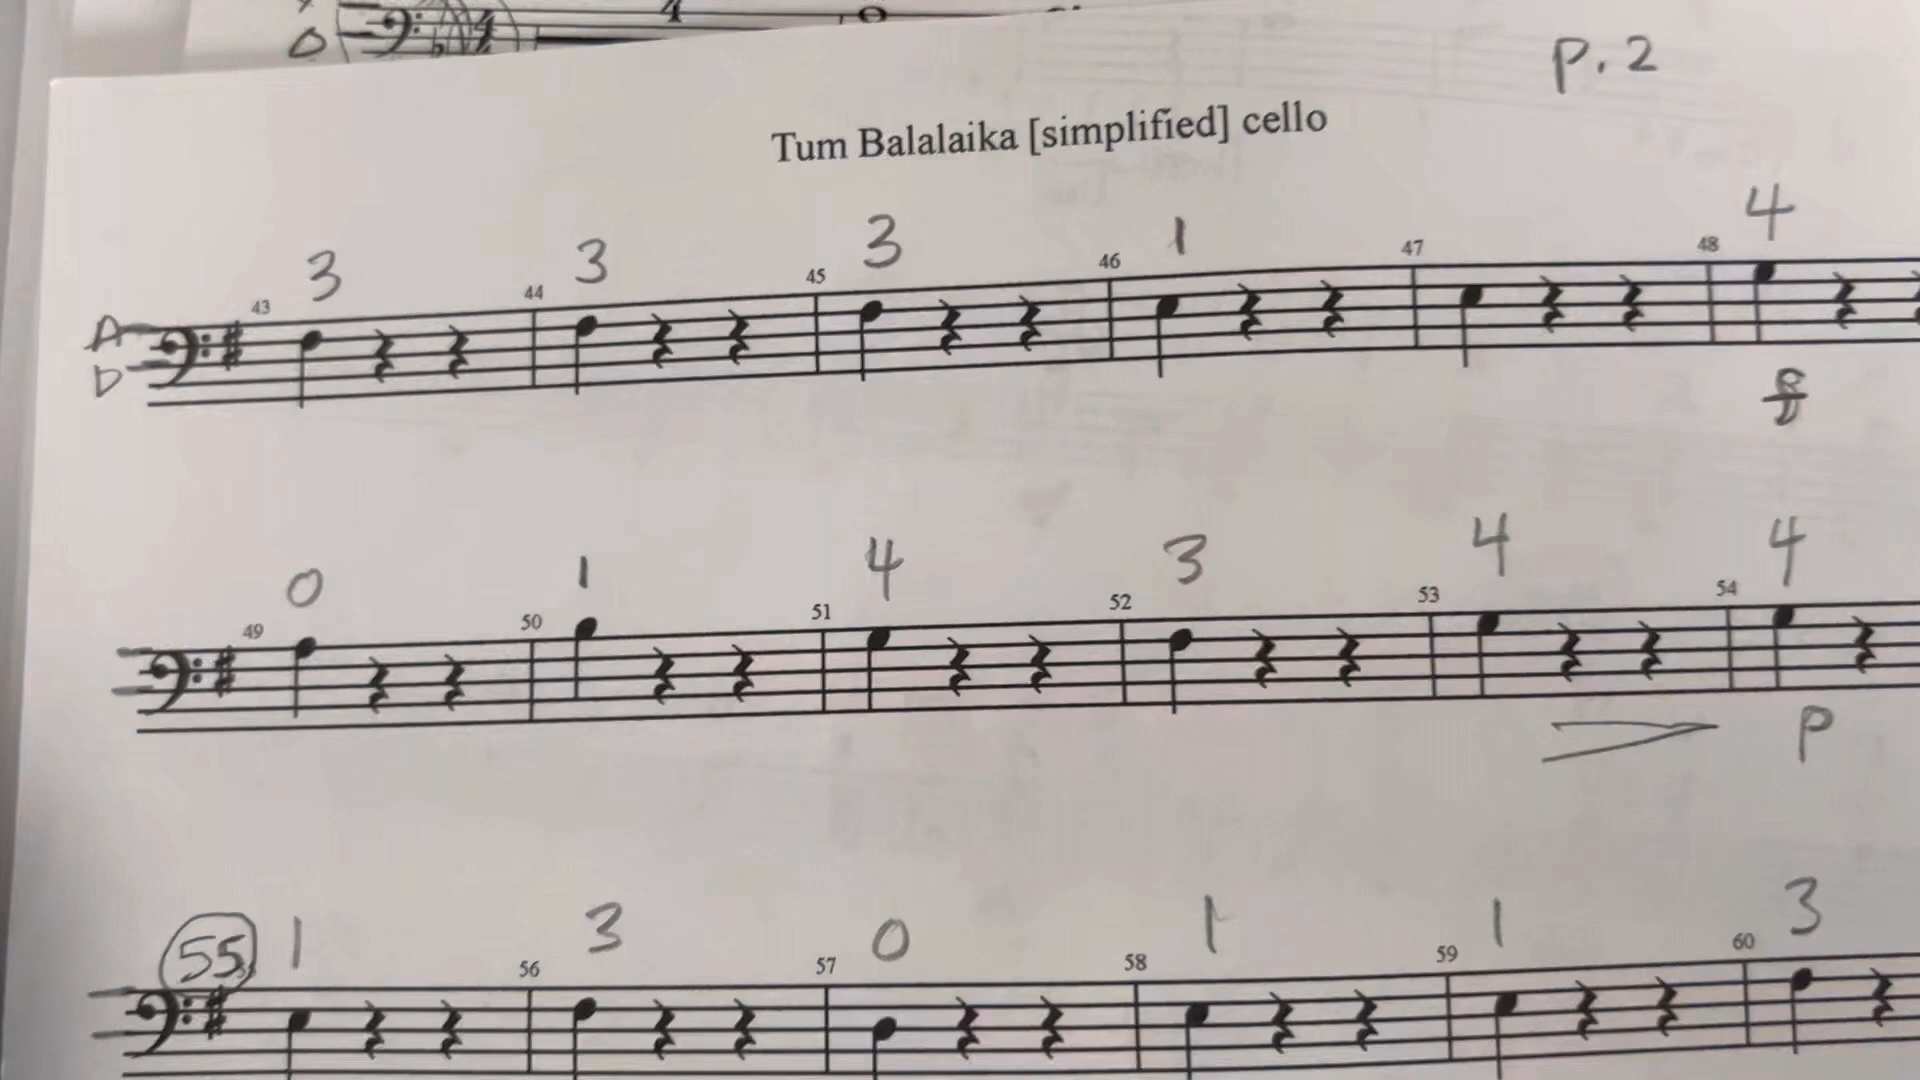 p. 2
Tum Balalaika [simplified] cello
3 3 3 1 4
43 44 45 46 47 48
A
D
0 1 4 3 4 4
49 50 51 52 53 54
p
55 1 3 0 1 1 3
56 57 58 59 60